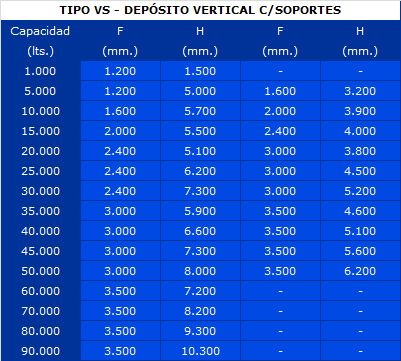 TIPO VS - DEPÓSITO VERTICAL C/SOPORTES
Capacidad F H F H
(lts.) (mm.) (mm.) (mm.) (mm.)
1.000 1.200 1.500 - -
5.000 1.200 5.000 1.600 3.200
10.000 1.600 5.700 2.000 3.900
15.000 2.000 5.500 2.400 4.000
20.000 2.400 5.100 3.000 3.800
25.000 2.400 6.200 3.000 4.500
30.000 2.400 7.300 3.000 5.200
35.000 3.000 5.900 3.500 4.600
40.000 3.000 6.600 3.500 5.100
45.000 3.000 7.300 3.500 5.600
50.000 3.000 8.000 3.500 6.200
60.000 3.500 7.200 - -
70.000 3.500 8.200 - -
80.000 3.500 9.300 - -
90.000 3.500 10.300 - -